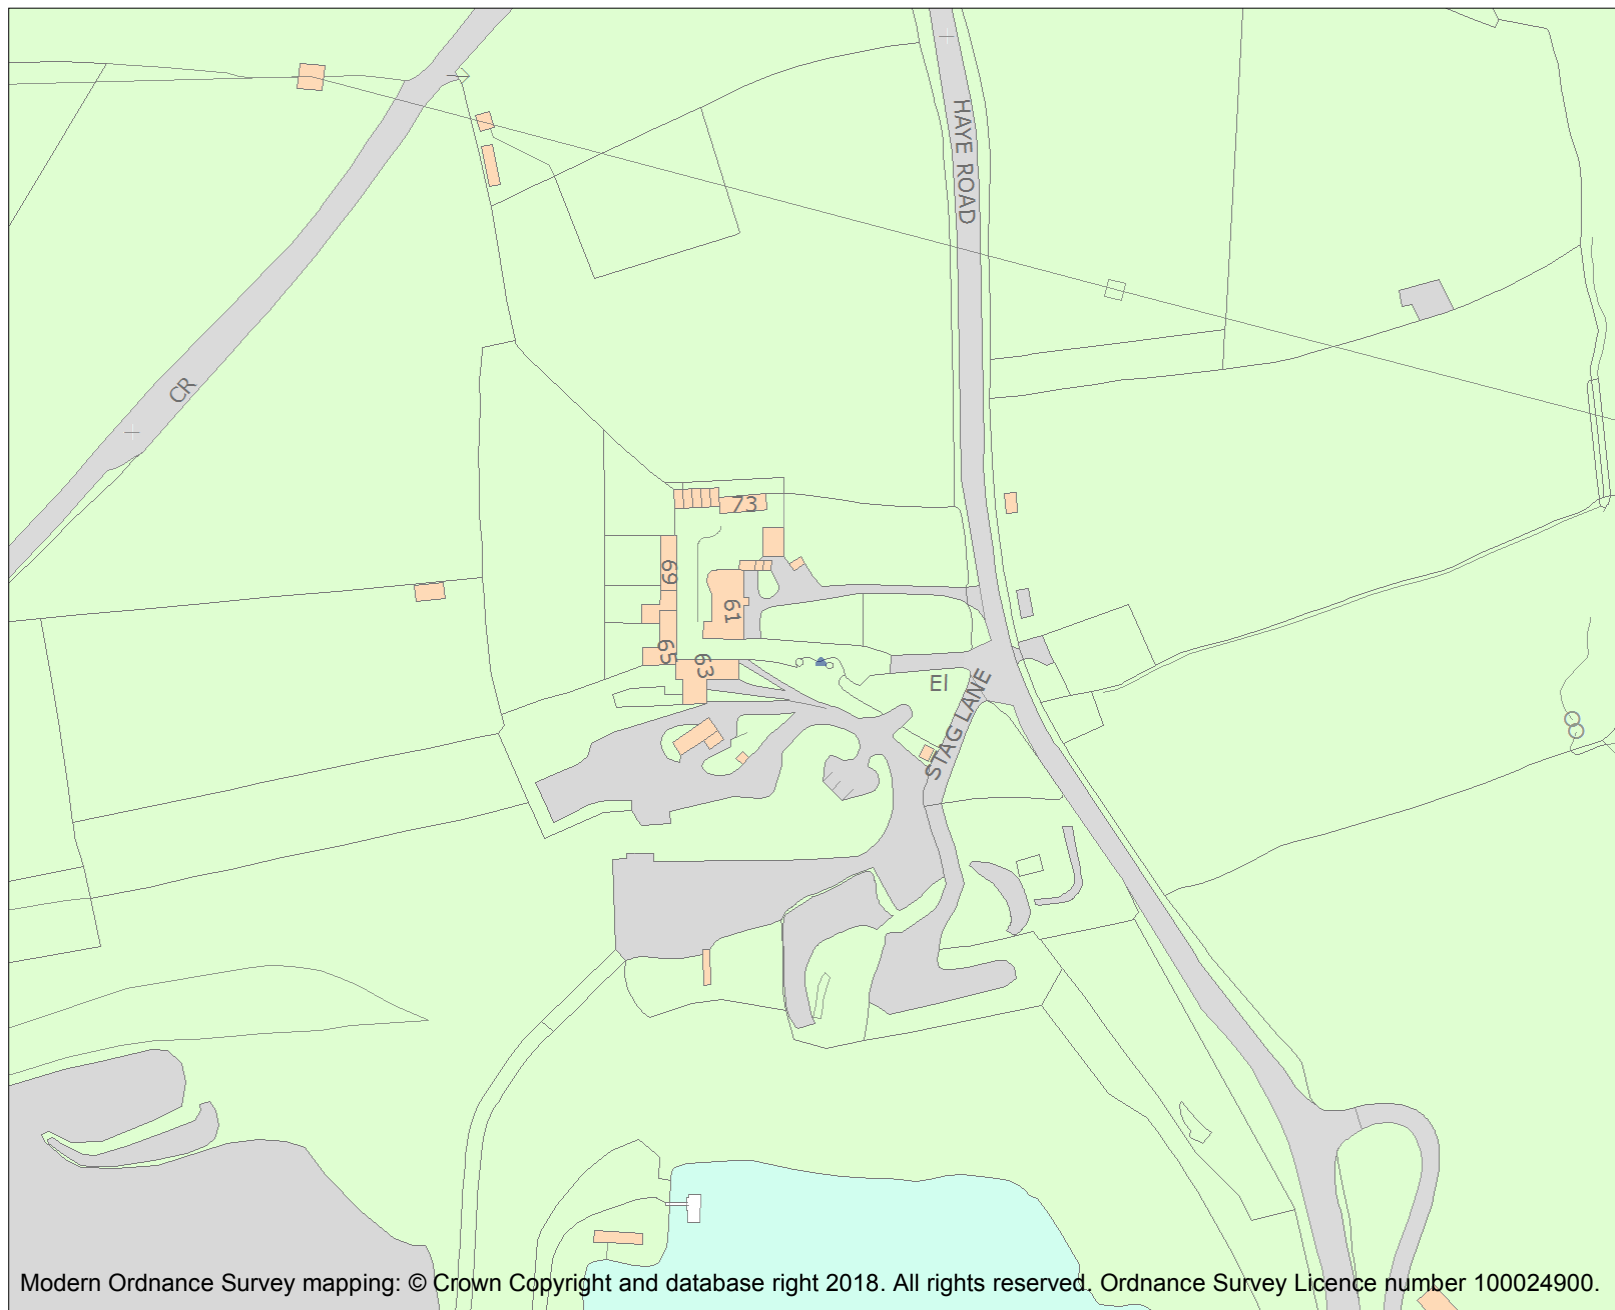 HAYE ROAD
CR
73
69
61
65
63
El
STAG LANE
Modern Ordnance Survey mapping: © Crown Copyright and database right 2018. All rights reserved. Ordnance Survey Licence number 100024900.